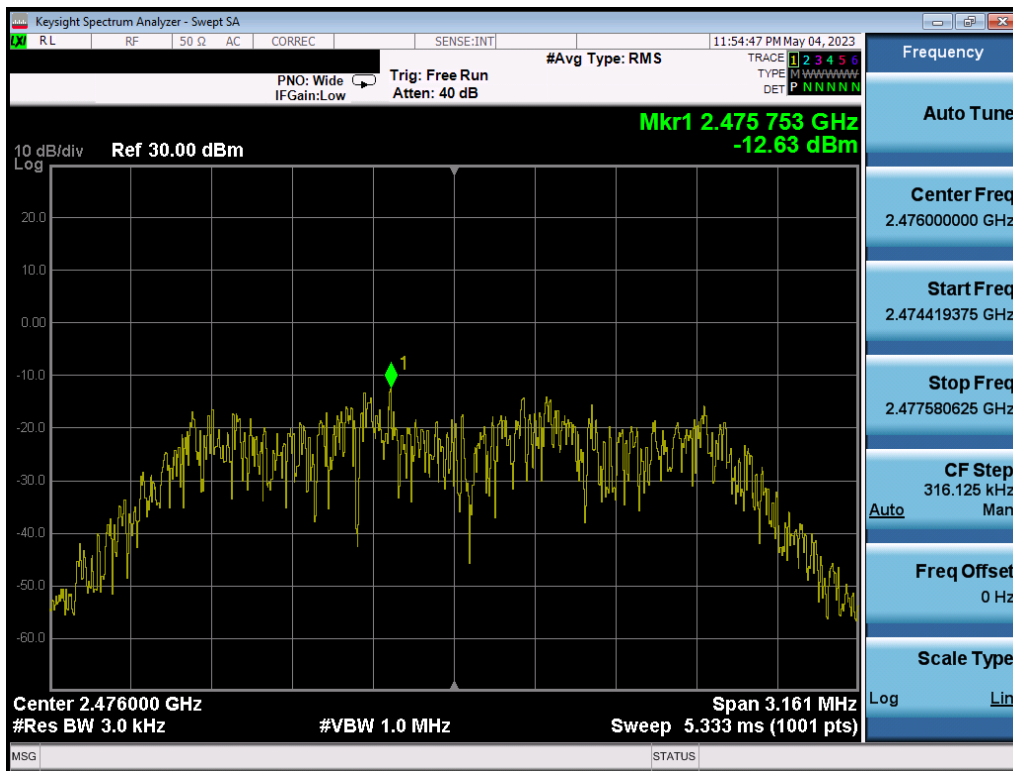 Keysight Spectrum Analyzer - Swept SA
LXI RL RF 50 Ω AC CORREC SENSE:INT 11:54:47 PM May 04, 2023
PNO: Wide
IFGain:Low
Trig: Free Run
Atten: 40 dB
#Avg Type: RMS
TRACE 1 2 3 4 5 6
TYPE M WWWWW
DET P N N N N N
Mkr1 2.475 753 GHz
-12.63 dBm
10 dB/div Ref 30.00 dBm
Log
20.0
10.0
0.00
-10.0
-20.0
-30.0
-40.0
-50.0
-60.0
1
Center 2.476000 GHz Span 3.161 MHz
#Res BW 3.0 kHz #VBW 1.0 MHz Sweep 5.333 ms (1001 pts)
MSG STATUS
Frequency
Auto Tune
Center Freq
2.476000000 GHz
Start Freq
2.474419375 GHz
Stop Freq
2.477580625 GHz
CF Step
316.125 kHz
Auto Man
Freq Offset
0 Hz
Scale Type
Log Lin